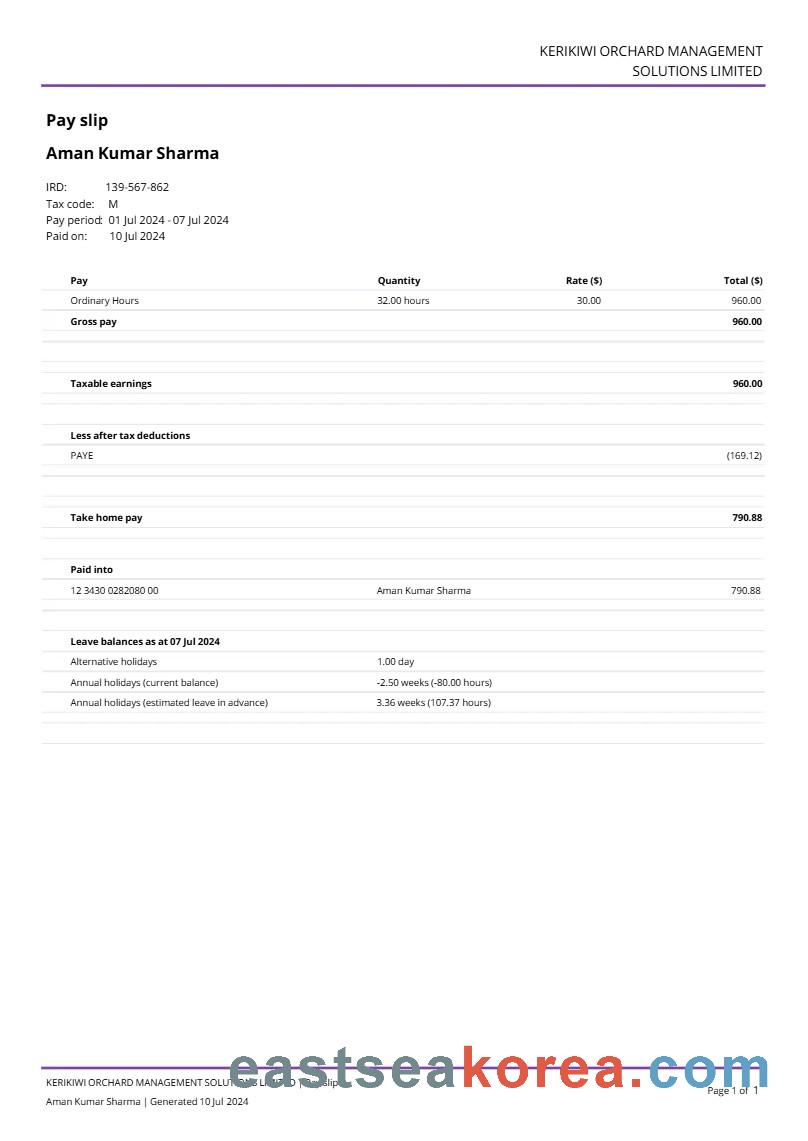 KERIKIWI ORCHARD MANAGEMENT
SOLUTIONS LIMITED
Pay slip
Aman Kumar Sharma
IRD: 139-567-862
Tax code: M
Pay period: 01 Jul 2024 - 07 Jul 2024
Paid on: 10 Jul 2024
Pay Quantity Rate ($) Total ($)
Ordinary Hours 32.00 hours 30.00 960.00
Gross pay 960.00
Taxable earnings 960.00
Less after tax deductions
PAYE (169.12)
Take home pay 790.88
Paid into
12 3430 0282080 00 Aman Kumar Sharma 790.88
Leave balances as at 07 Jul 2024
Alternative holidays 1.00 day
Annual holidays (current balance) -2.50 weeks (-80.00 hours)
Annual holidays (estimated leave in advance) 3.36 weeks (107.37 hours)
eastseakorea.com
KERIKIWI ORCHARD MANAGEMENT SOLUTIONS LIMITED | Pay slip
Page 1 of 1
Aman Kumar Sharma | Generated 10 Jul 2024